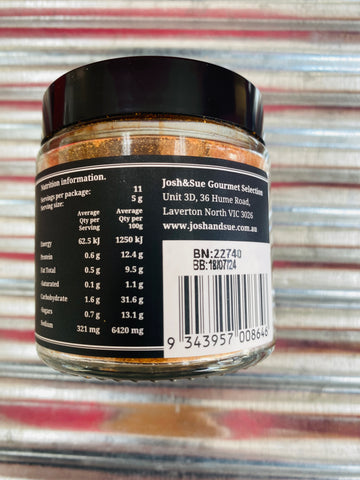 Nutrition information.
Servings per package: 11
Serving size: 5 g
Average Qty per Serving Average Qty per 100g
Energy 62.5 kJ 1250 kJ
Protein 0.6 g 12.4 g
Fat Total 0.5 g 9.5 g
-Saturated 0.1 g 1.1 g
Carbohydrate 1.6 g 31.6 g
Sugars 0.7 g 13.1 g
Sodium 321 mg 6420 mg
Josh&Sue Gourmet Selection
Unit 3D, 36 Hume Road,
Laverton North VIC 3026
www.joshandsue.com.au
BN:22740
BB:18/07/24
9 343957 008646